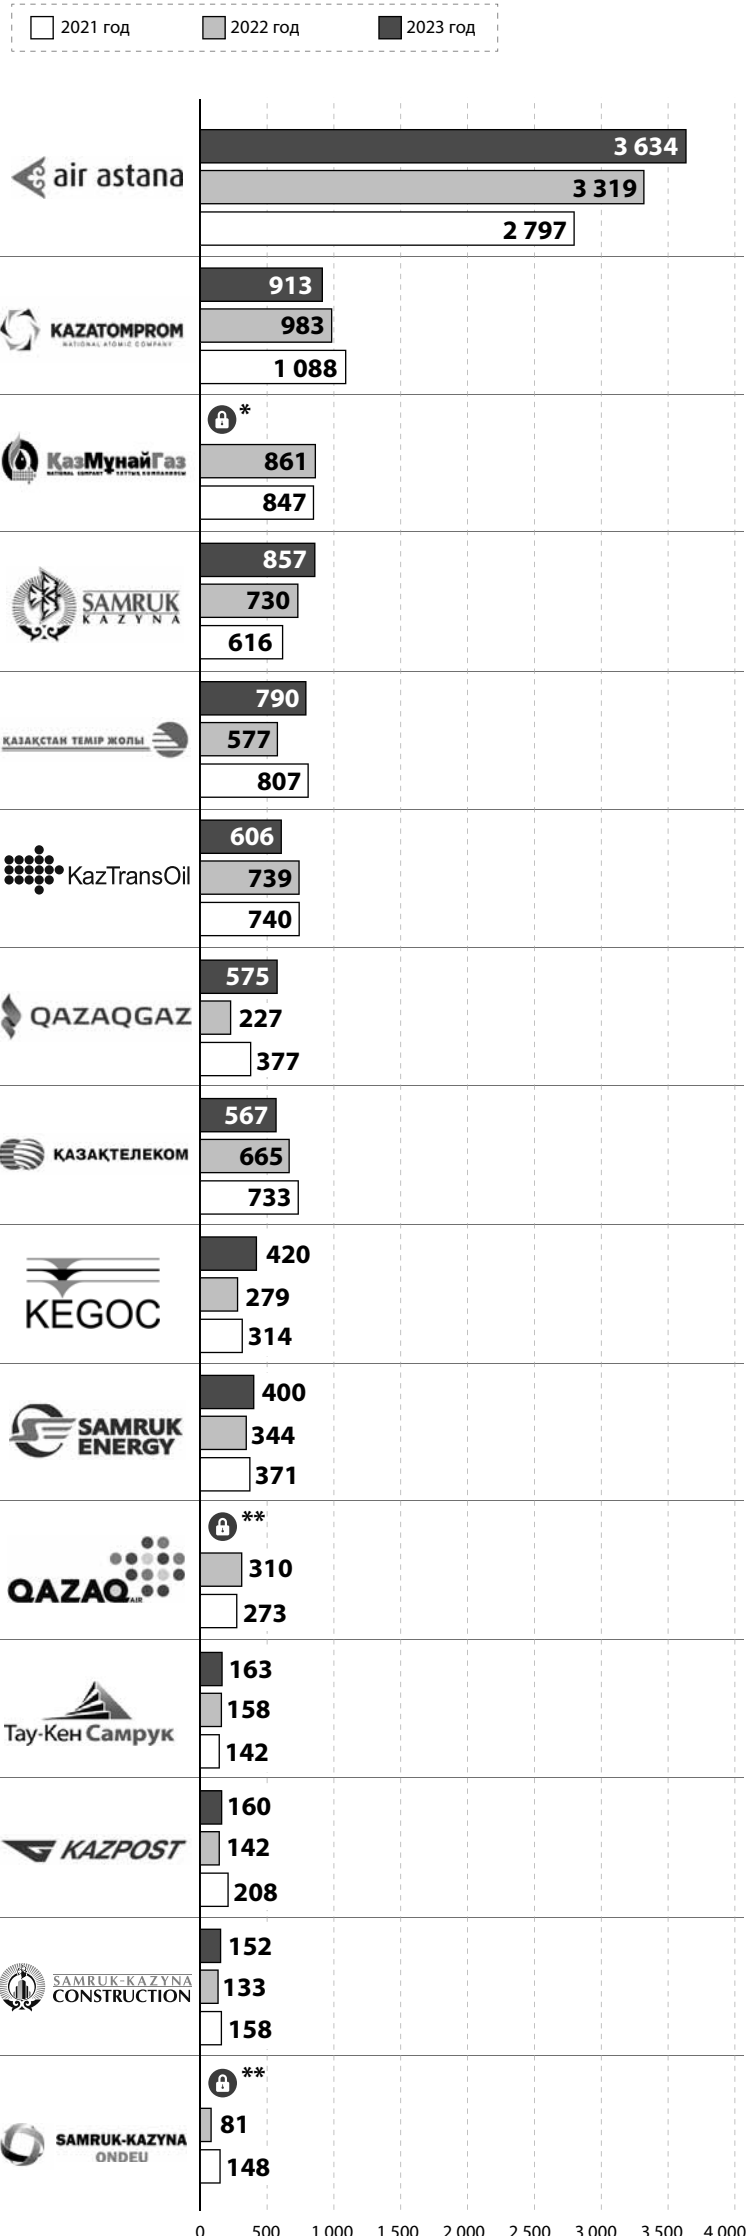 2021 год 2022 год 2023 год
air astana
3 634
3 319
2 797
KAZATOMPROM
NATIONAL ATOMIC COMPANY
913
983
1 088
*
ҚазМұнайГаз
NATIONAL COMPANY ҰЛТТЫҚ КОМПАНИЯСЫ
861
847
SAMRUK
KAZYNA
857
730
616
ҚАЗАҚСТАН ТЕМІР ЖОЛЫ
790
577
807
KazTransOil
606
739
740
QAZAQGAZ
575
227
377
ҚАЗАҚТЕЛЕКОМ
567
665
733
KEGOC
420
279
314
SAMRUK
ENERGY
400
344
371
**
QAZAQ AIR
310
273
Тау-Кен Самрук
163
158
142
KAZPOST
160
142
208
SAMRUK-KAZYNA
CONSTRUCTION
152
133
158
**
SAMRUK-KAZYNA
ONDEU
81
148
0 500 1 000 1 500 2 000 2 500 3 000 3 500 4 000